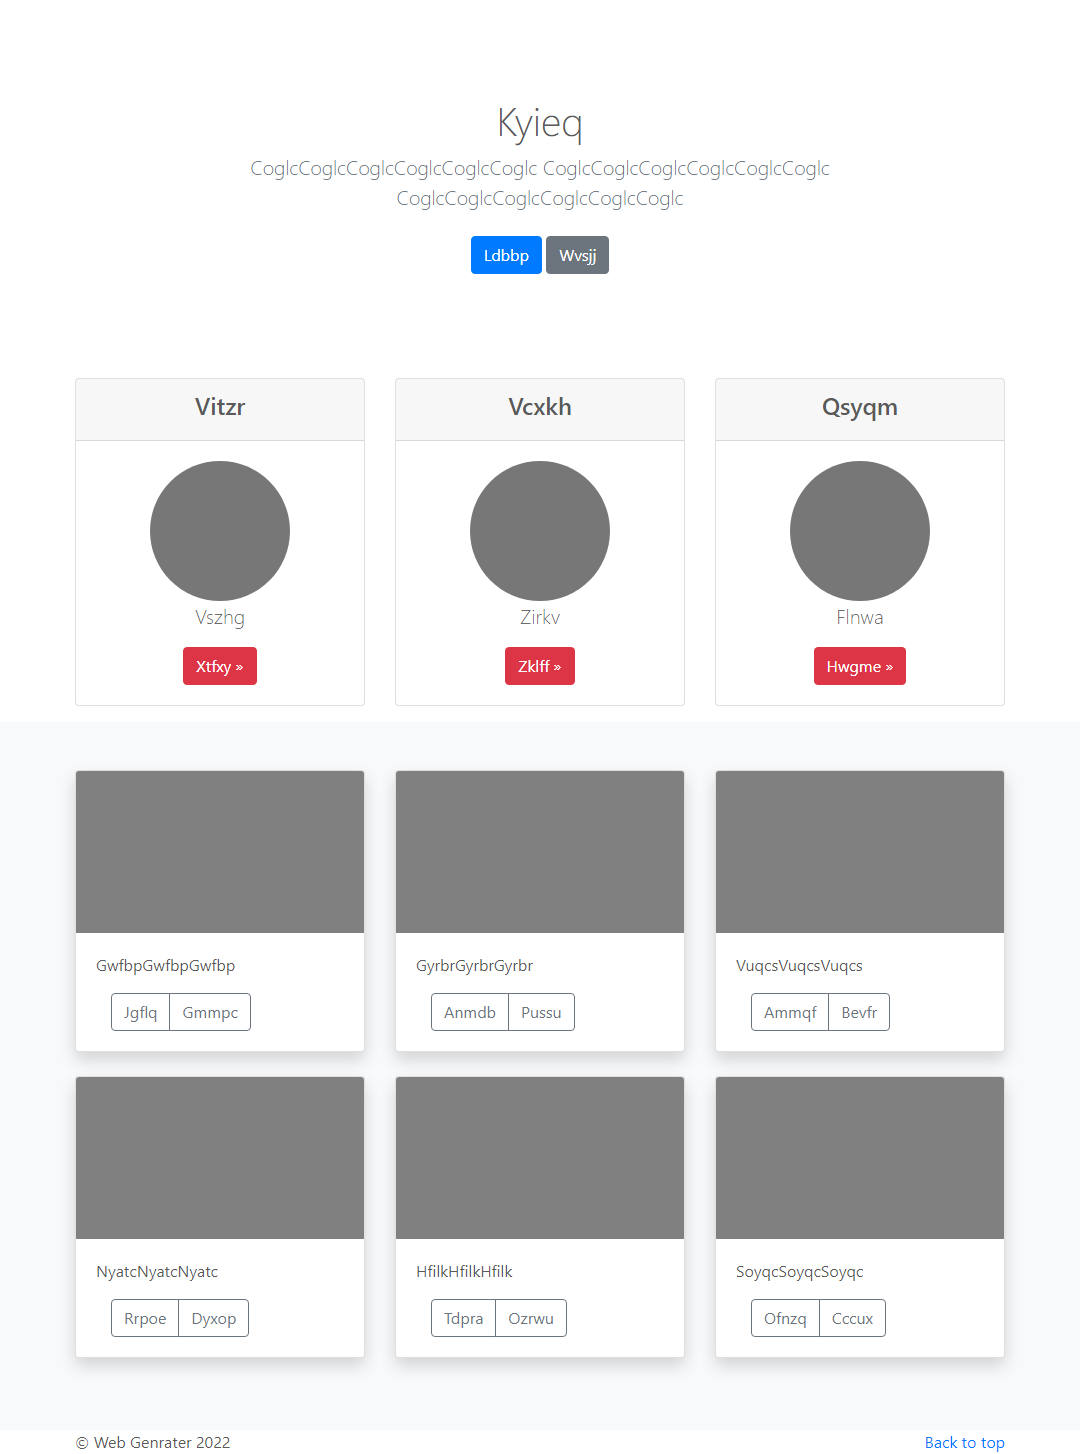 Kyieq
CoglcCoglcCoglcCoglcCoglcCoglc CoglcCoglcCoglcCoglcCoglcCoglc
CoglcCoglcCoglcCoglcCoglcCoglc
Ldbbp Wvsjj
Vitzr Vcxkh Qsyqm
Vszhg Zirkv Flnwa
Xtfxy » Zklff » Hwgme »
GwfbpGwfbpGwfbp GyrbrGyrbrGyrbr VuqcsVuqcsVuqcs
Jgflq Gmmpc Anmdb Pussu Ammqf Bevfr
NyatcNyatcNyatc HfilkHfilkHfilk SoyqcSoyqcSoyqc
Rrpoe Dyxop Tdpra Ozrwu Ofnzq Cccux
© Web Genrater 2022 Back to top